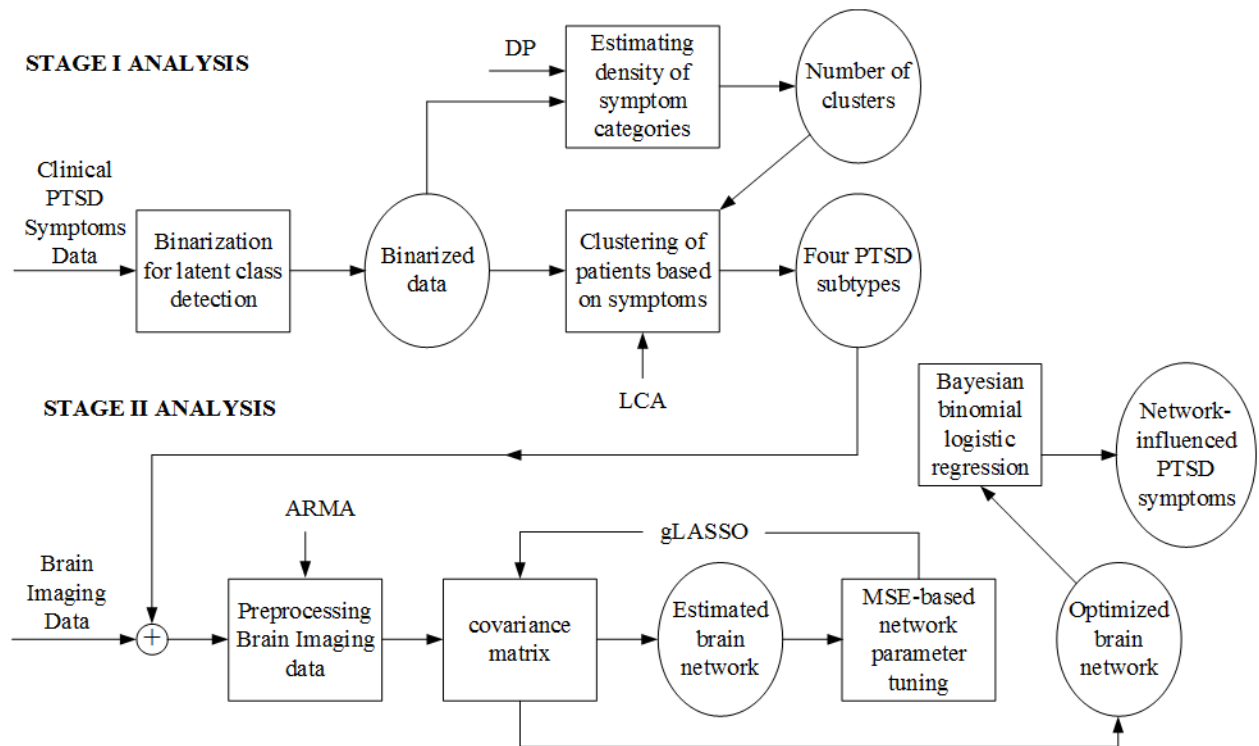 STAGE I ANALYSIS
DP
Estimating
density of
symptom
categories
Number of
clusters
Clinical
PTSD
Symptoms
Data
Binarization
for latent class
detection
Binarized
data
Clustering of
patients based
on symptoms
Four PTSD
subtypes
LCA
STAGE II ANALYSIS
Bayesian
binomial
logistic
regression
Network-
influenced
PTSD
symptoms
ARMA
gLASSO
Brain
Imaging
Data
+
Preprocessing
Brain Imaging
data
covariance
matrix
Estimated
brain
network
MSE-based
network
parameter
tuning
Optimized
brain
network